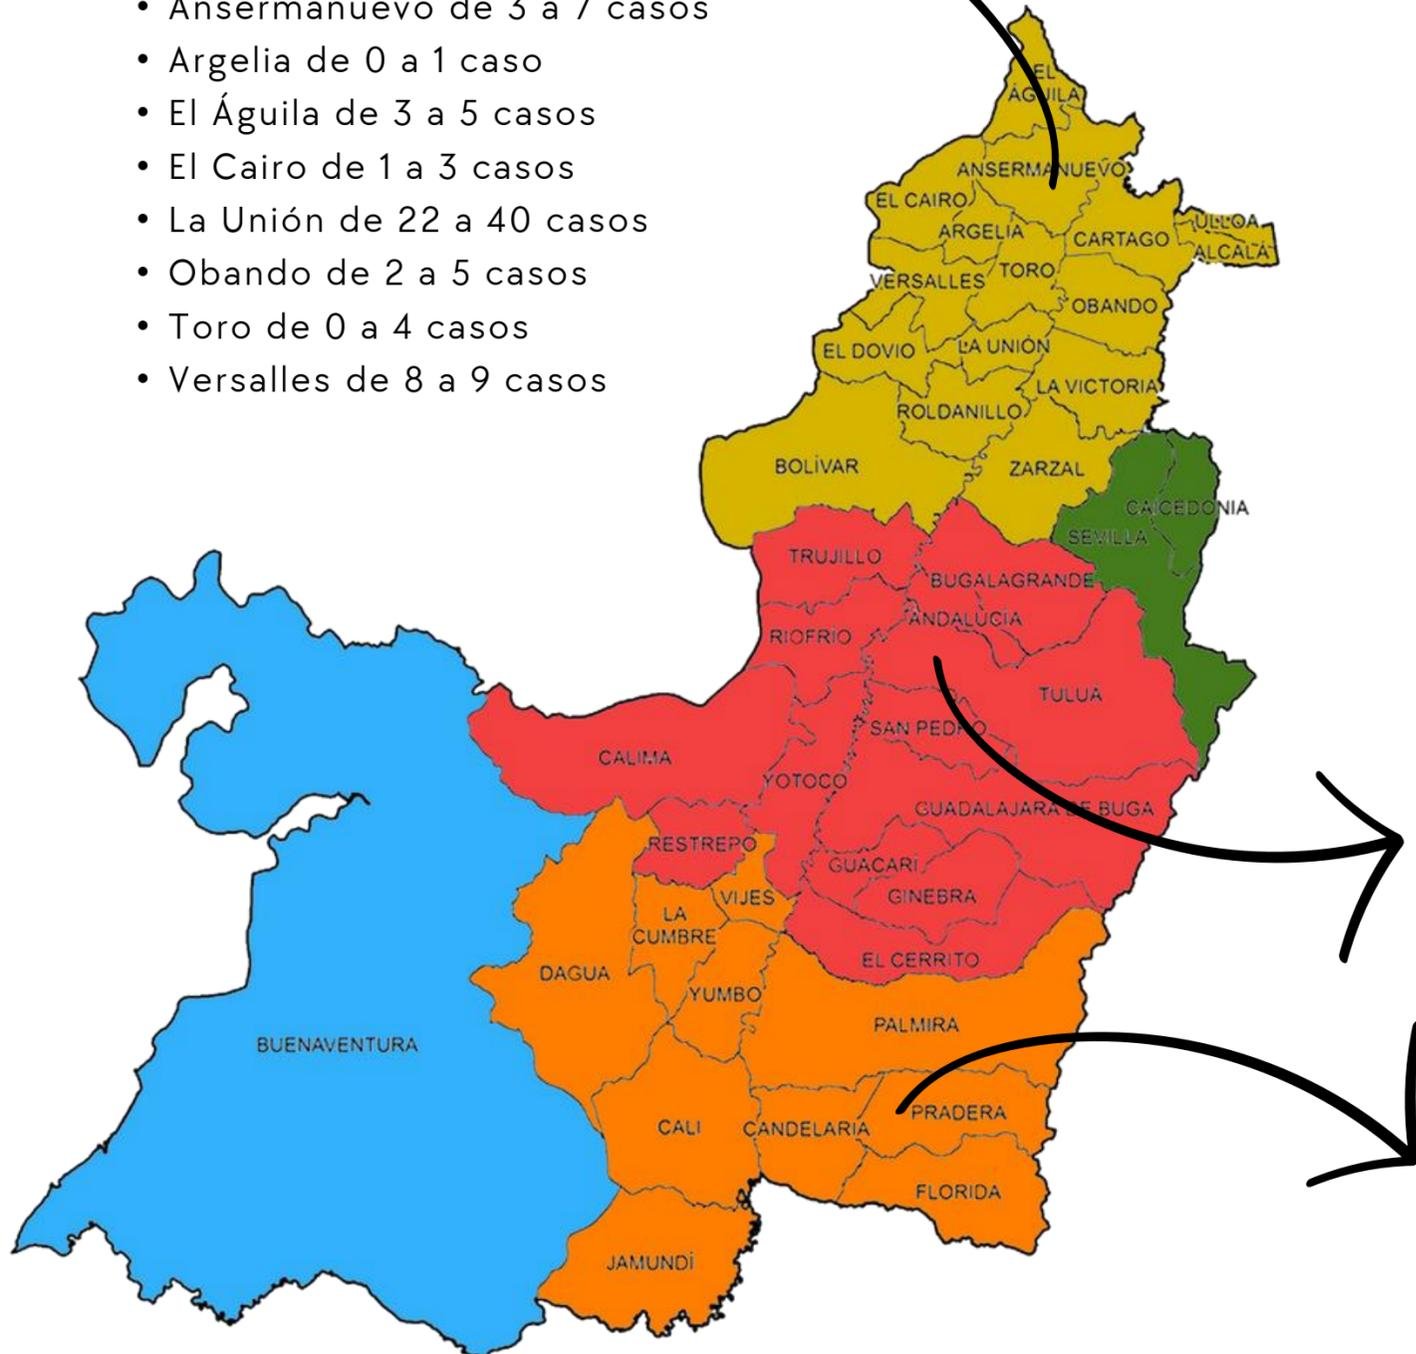 • Ansermanuevo de 3 a 7 casos
• Argelia de 0 a 1 caso
• El Águila de 3 a 5 casos
• El Cairo de 1 a 3 casos
• La Unión de 22 a 40 casos
• Obando de 2 a 5 casos
• Toro de 0 a 4 casos
• Versalles de 8 a 9 casos
EL
ÁGUILA
ANSERMANUEVO
EL CAIRO
ULLOA
ARGELIA
CARTAGO
ALCALÁ
TORO
VERSALLES
OBANDO
LA UNIÓN
EL DOVIO
LA VICTORIA
ROLDANILLO
BOLÍVAR
ZARZAL
CAICEDONIA
SEVILLA
TRUJILLO
BUGALAGRANDE
ANDALUCÍA
RIOFRÍO
TULUÁ
SAN PEDRO
CALIMA
YOTOCO
GUADALAJARA DE BUGA
RESTREPO
GUACARÍ
GINEBRA
VIJES
LA
CUMBRE
EL CERRITO
DAGUA
YUMBO
PALMIRA
BUENAVENTURA
PRADERA
CALI
CANDELARIA
FLORIDA
JAMUNDÍ